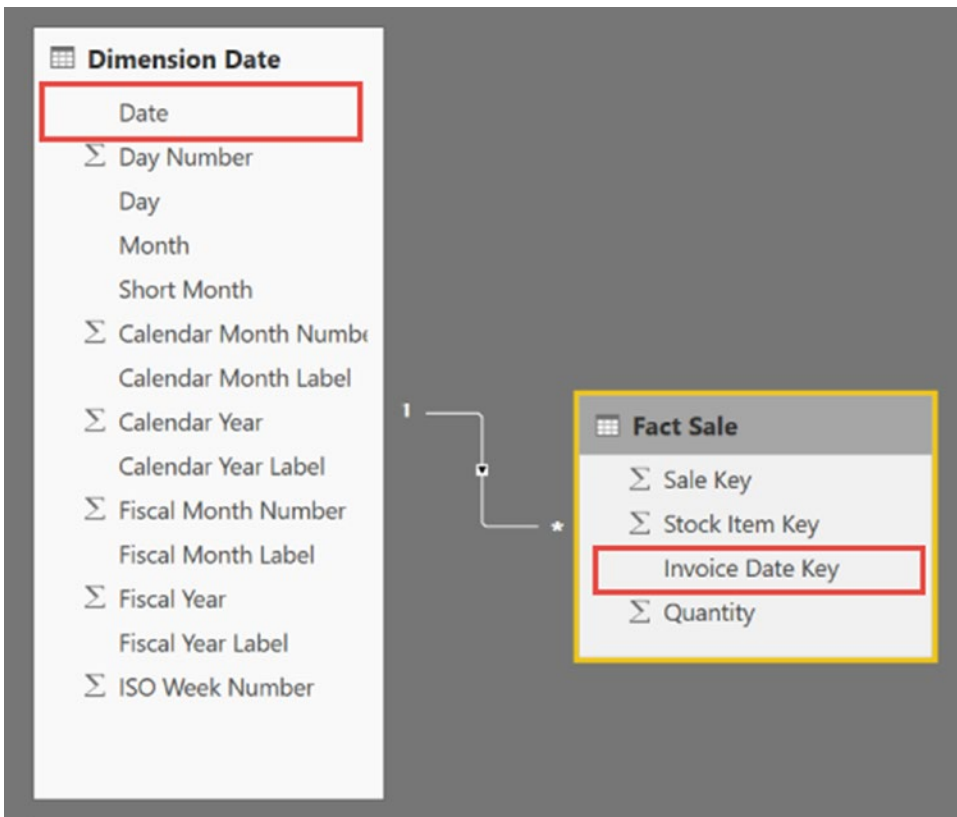 Dimension Date
Date
Σ Day Number
Day
Month
Short Month
Σ Calendar Month Numbe
Calendar Month Label
Σ Calendar Year
Calendar Year Label
Σ Fiscal Month Number
Fiscal Month Label
Σ Fiscal Year
Fiscal Year Label
Σ ISO Week Number
1
*
Fact Sale
Σ Sale Key
Σ Stock Item Key
Invoice Date Key
Σ Quantity